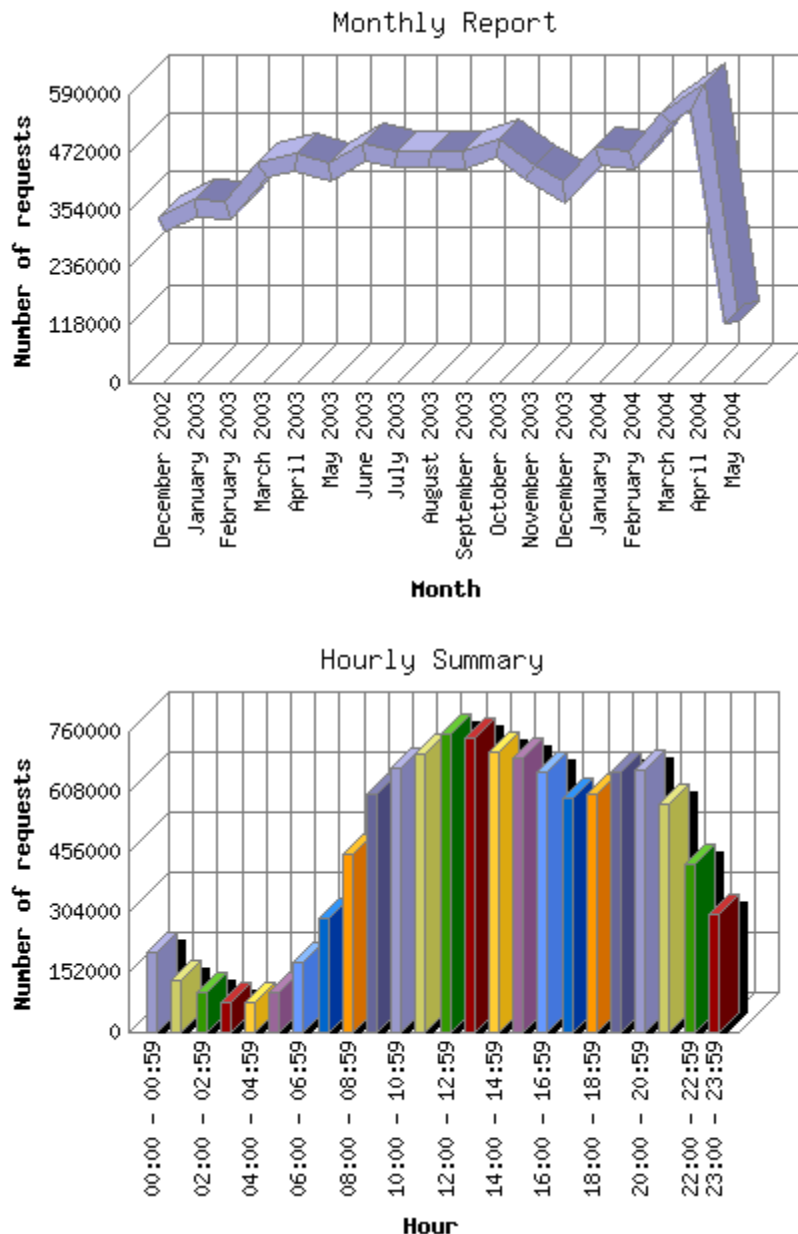 Monthly Report
Number of requests
590000
472000
354000
236000
118000
0
December 2002
January 2003
February 2003
March 2003
April 2003
May 2003
June 2003
July 2003
August 2003
September 2003
October 2003
November 2003
December 2003
January 2004
February 2004
March 2004
April 2004
May 2004
Month
Hourly Summary
Number of requests
760000
608000
456000
304000
152000
0
00:00 - 00:59
02:00 - 02:59
04:00 - 04:59
06:00 - 06:59
08:00 - 08:59
10:00 - 10:59
12:00 - 12:59
14:00 - 14:59
16:00 - 16:59
18:00 - 18:59
20:00 - 20:59
22:00 - 22:59
23:00 - 23:59
Hour